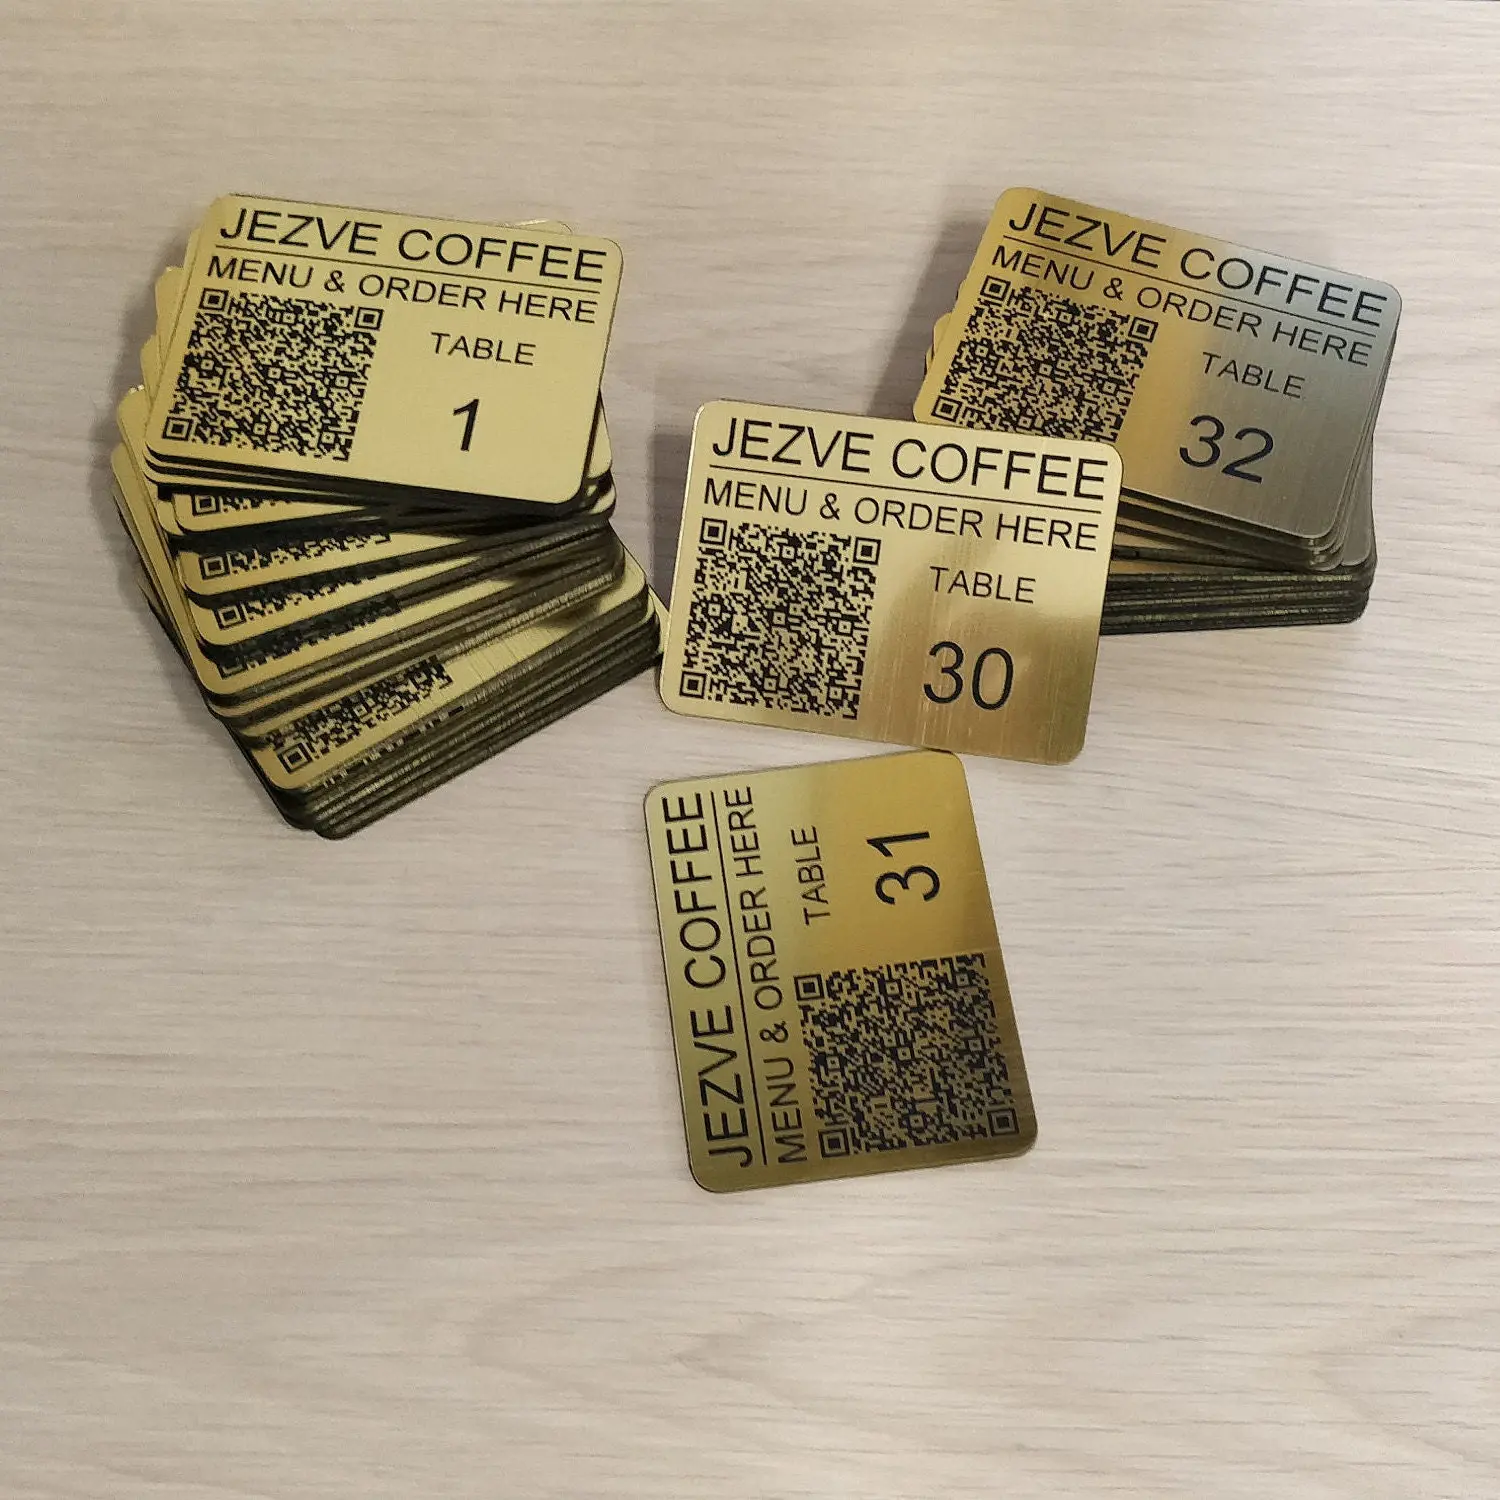 JEZVE COFFEE
MENU & ORDER HERE
TABLE
1
JEZVE COFFEE
MENU & ORDER HERE
TABLE
32
JEZVE COFFEE
MENU & ORDER HERE
TABLE
30
JEZVE COFFEE
MENU & ORDER HERE
TABLE
31